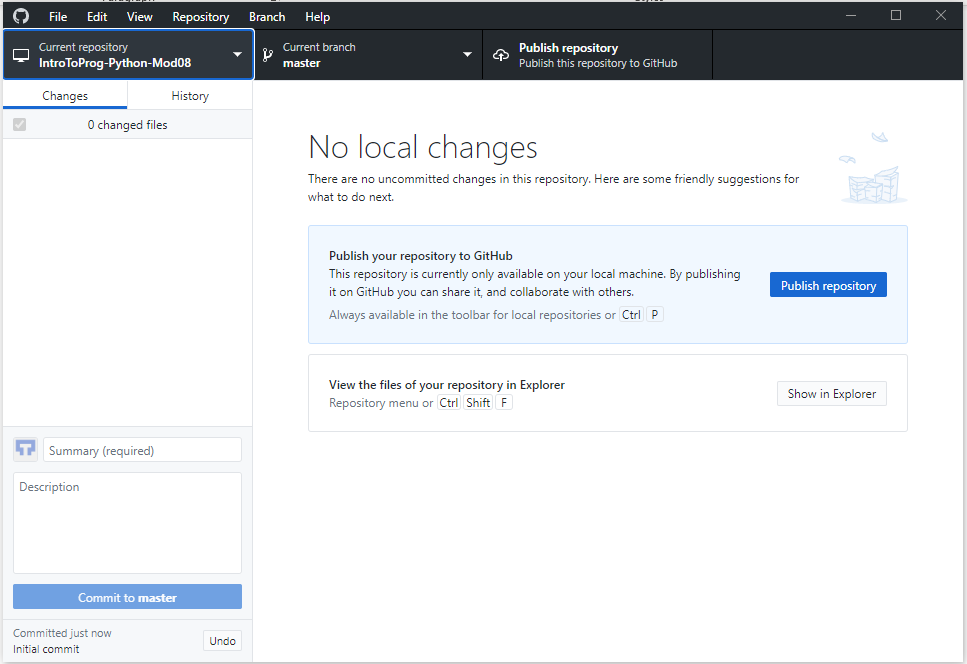 File Edit View Repository Branch Help
Current repository
IntroToProg-Python-Mod08
Current branch
master
Publish repository
Publish this repository to GitHub
Changes
History
0 changed files
No local changes
There are no uncommitted changes in this repository. Here are some friendly suggestions for
what to do next.
Publish your repository to GitHub
This repository is currently only available on your local machine. By publishing
it on GitHub you can share it, and collaborate with others.
Always available in the toolbar for local repositories or Ctrl P
Publish repository
View the files of your repository in Explorer
Repository menu or Ctrl Shift F
Show in Explorer
Summary (required)
Description
Commit to master
Committed just now
Initial commit
Undo